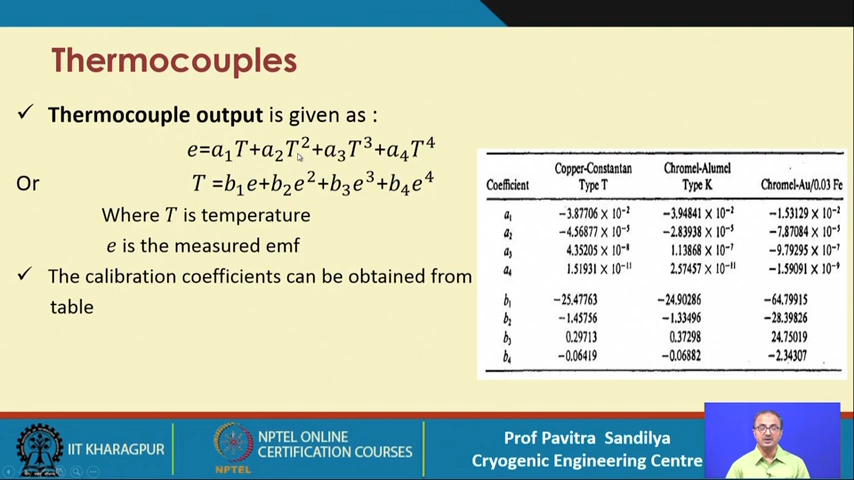 Thermocouples
✓ Thermocouple output is given as :
e=a₁T+a₂T²+a₃T³+a₄T⁴
Or T =b₁e+b₂e²+b₃e³+b₄e⁴
Where T is temperature
e is the measured emf
✓ The calibration coefficients can be obtained from
table
Copper-Constantan Chromel-Alumel
Coefficient Type T Type K Chromel-Au/0.03 Fe
a₁ −3.87706 × 10⁻² −3.94841 × 10⁻² −1.53129 × 10⁻²
a₂ −4.56877 × 10⁻⁵ −2.83938 × 10⁻⁵ −7.87084 × 10⁻⁵
a₃ 4.35205 × 10⁻⁸ 1.13868 × 10⁻⁷ −9.79295 × 10⁻⁷
a₄ 1.51931 × 10⁻¹¹ 2.57457 × 10⁻¹¹ −1.59091 × 10⁻⁹
b₁ −25.47763 −24.90286 −64.79915
b₂ −1.45756 −1.33496 −28.39826
b₃ 0.29713 0.37298 24.75019
b₄ −0.06419 −0.06882 −2.34307
IIT KHARAGPUR
NPTEL
NPTEL ONLINE
CERTIFICATION COURSES
Prof Pavitra Sandilya
Cryogenic Engineering Centre